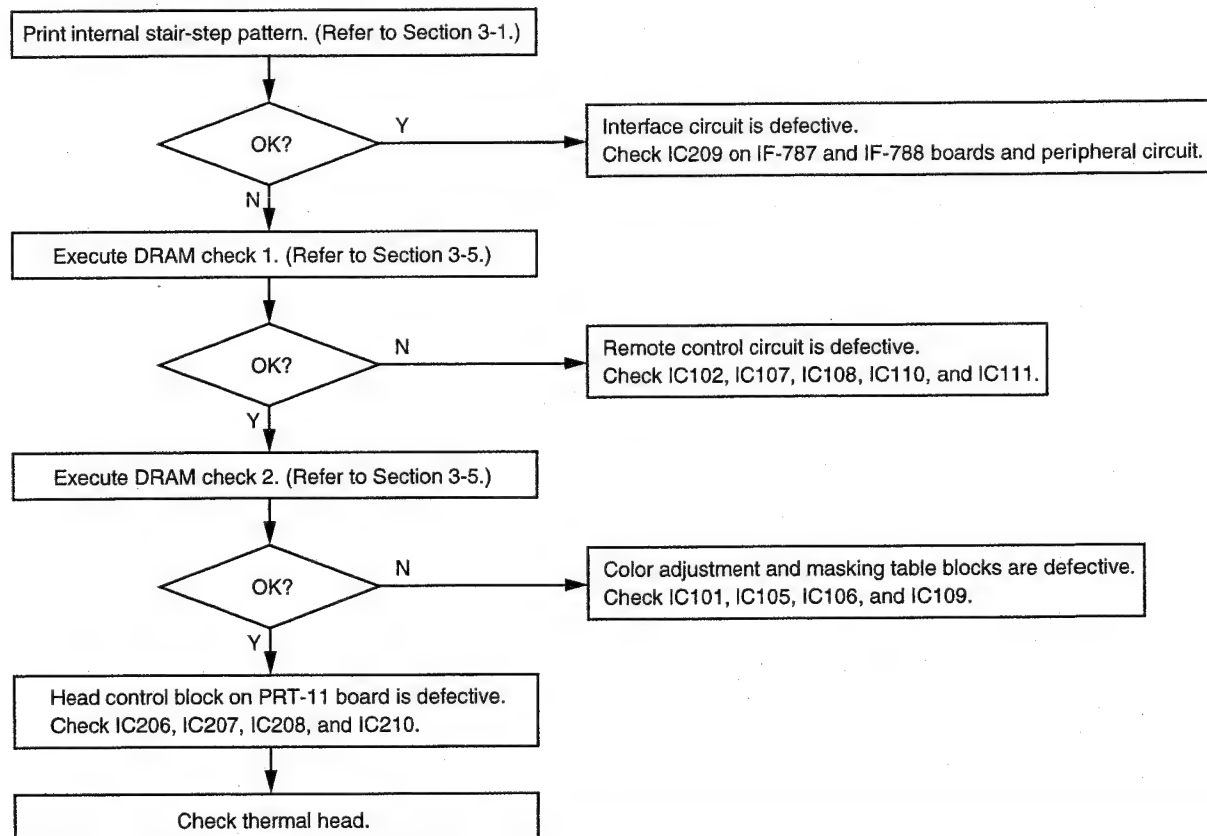 Print internal stair-step pattern. (Refer to Section 3-1.)
OK?
Y
Interface circuit is defective.
Check IC209 on IF-787 and IF-788 boards and peripheral circuit.
N
Execute DRAM check 1. (Refer to Section 3-5.)
OK?
N
Remote control circuit is defective.
Check IC102, IC107, IC108, IC110, and IC111.
Y
Execute DRAM check 2. (Refer to Section 3-5.)
OK?
N
Color adjustment and masking table blocks are defective.
Check IC101, IC105, IC106, and IC109.
Y
Head control block on PRT-11 board is defective.
Check IC206, IC207, IC208, and IC210.
Check thermal head.